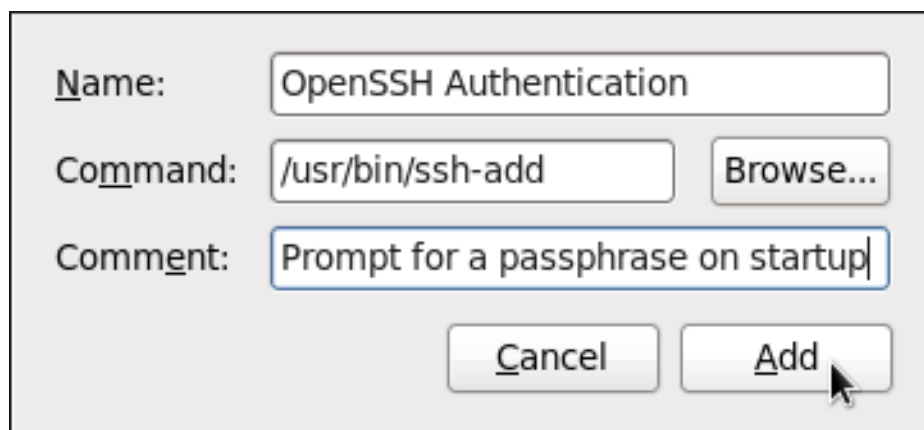 Name: OpenSSH Authentication
Command: /usr/bin/ssh-add Browse...
Comment: Prompt for a passphrase on startup
Cancel Add